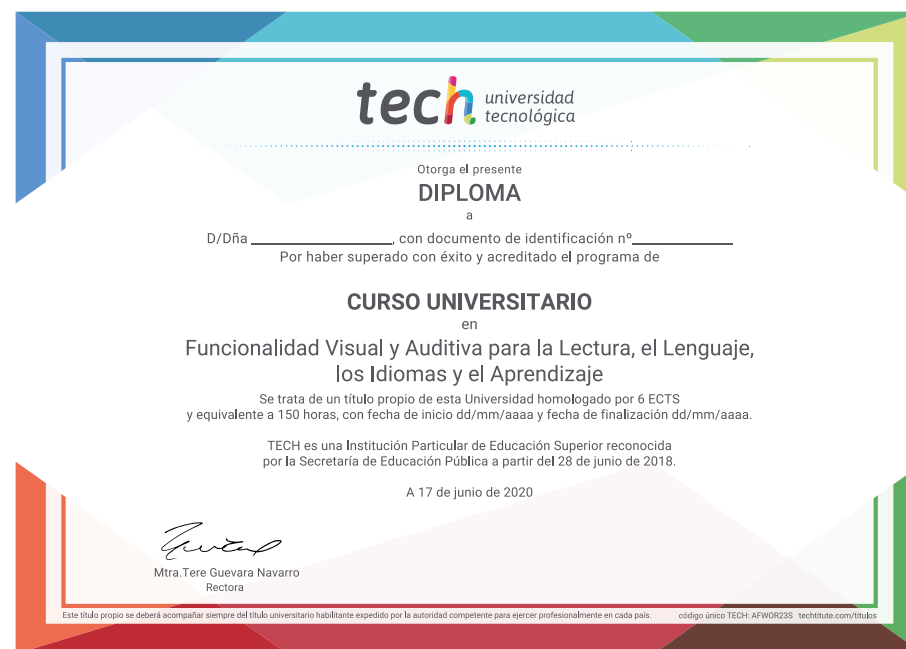 tech universidad
tecnológica
Otorga el presente
DIPLOMA
a
D/Dña ____________________, con documento de identificación nº______________
Por haber superado con éxito y acreditado el programa de
CURSO UNIVERSITARIO
en
Funcionalidad Visual y Auditiva para la Lectura, el Lenguaje,
los Idiomas y el Aprendizaje
Se trata de un título propio de esta Universidad homologado por 6 ECTS
y equivalente a 150 horas, con fecha de inicio dd/mm/aaaa y fecha de finalización dd/mm/aaaa.
TECH es una Institución Particular de Educación Superior reconocida
por la Secretaría de Educación Pública a partir del 28 de junio de 2018.
A 17 de junio de 2020
Mtra.Tere Guevara Navarro
Rectora
Este título propio se deberá acompañar siempre del título universitario habilitante expedido por la autoridad competente para ejercer profesionalmente en cada país. código único TECH: AFWOR23S techtitute.com/titulos